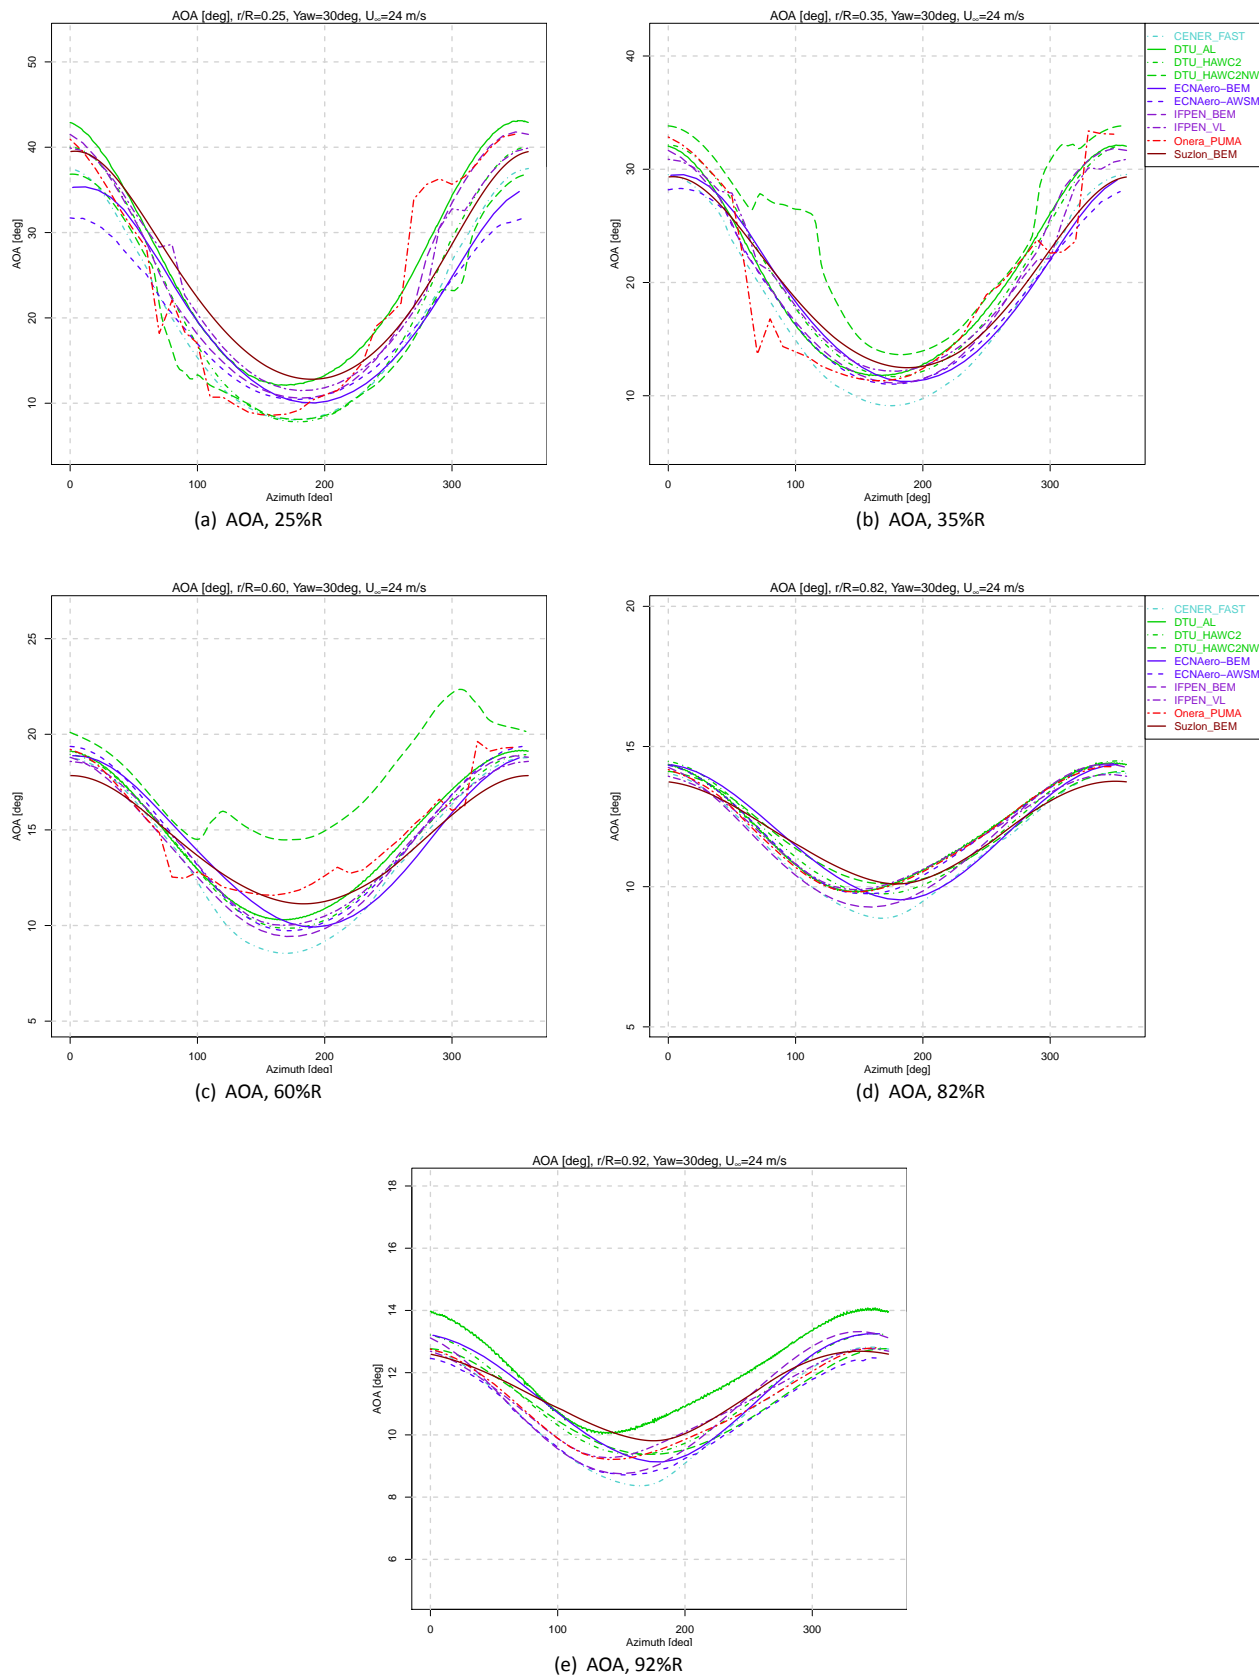 AOA [deg], r/R=0.25, Yaw=30deg, U∞=24 m/s
AOA [deg]
50
40
30
20
10
0 100 200 300
Azimuth [deg]
(a) AOA, 25%R
AOA [deg], r/R=0.35, Yaw=30deg, U∞=24 m/s
AOA [deg]
40
30
20
10
0 100 200 300
Azimuth [deg]
CENER_FAST
DTU_AL
DTU_HAWC2
DTU_HAWC2NW
ECNAero-BEM
ECNAero-AWSM
IFPEN_BEM
IFPEN_VL
Onera_PUMA
Suzlon_BEM
(b) AOA, 35%R
AOA [deg], r/R=0.60, Yaw=30deg, U∞=24 m/s
AOA [deg]
25
20
15
10
5
0 100 200 300
Azimuth [deg]
(c) AOA, 60%R
AOA [deg], r/R=0.82, Yaw=30deg, U∞=24 m/s
AOA [deg]
20
15
10
5
0 100 200 300
Azimuth [deg]
CENER_FAST
DTU_AL
DTU_HAWC2
DTU_HAWC2NW
ECNAero-BEM
ECNAero-AWSM
IFPEN_BEM
IFPEN_VL
Onera_PUMA
Suzlon_BEM
(d) AOA, 82%R
AOA [deg], r/R=0.92, Yaw=30deg, U∞=24 m/s
AOA [deg]
18
16
14
12
10
8
6
0 100 200 300
Azimuth [deg]
(e) AOA, 92%R